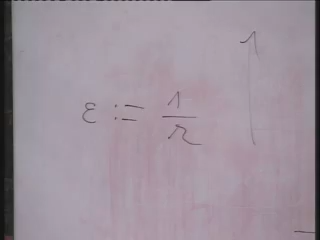 ε := 1/r